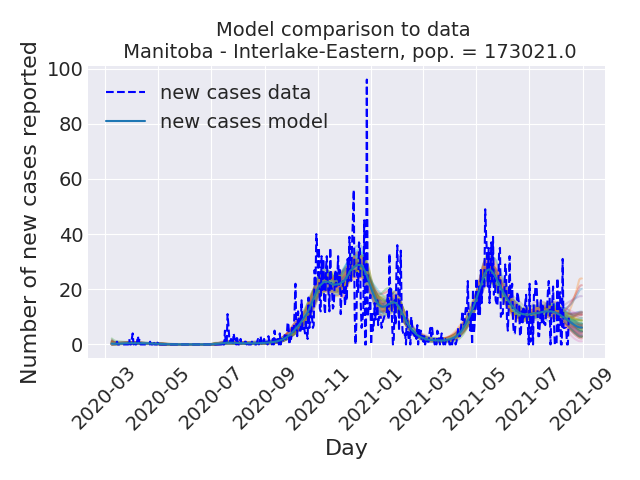 Model comparison to data
Manitoba - Interlake-Eastern, pop. = 173021.0
Number of new cases reported
100
80
60
40
20
0
new cases data
new cases model
2020-03
2020-05
2020-07
2020-09
2020-11
2021-01
2021-03
2021-05
2021-07
2021-09
Day